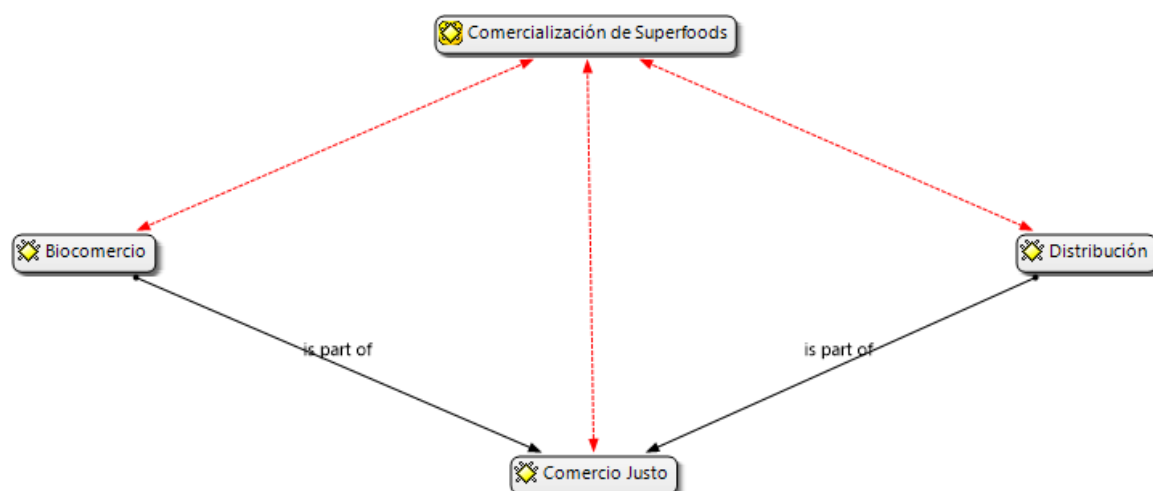 Comercialización de Superfoods
Biocomercio
Distribución
is part of
is part of
Comercio Justo